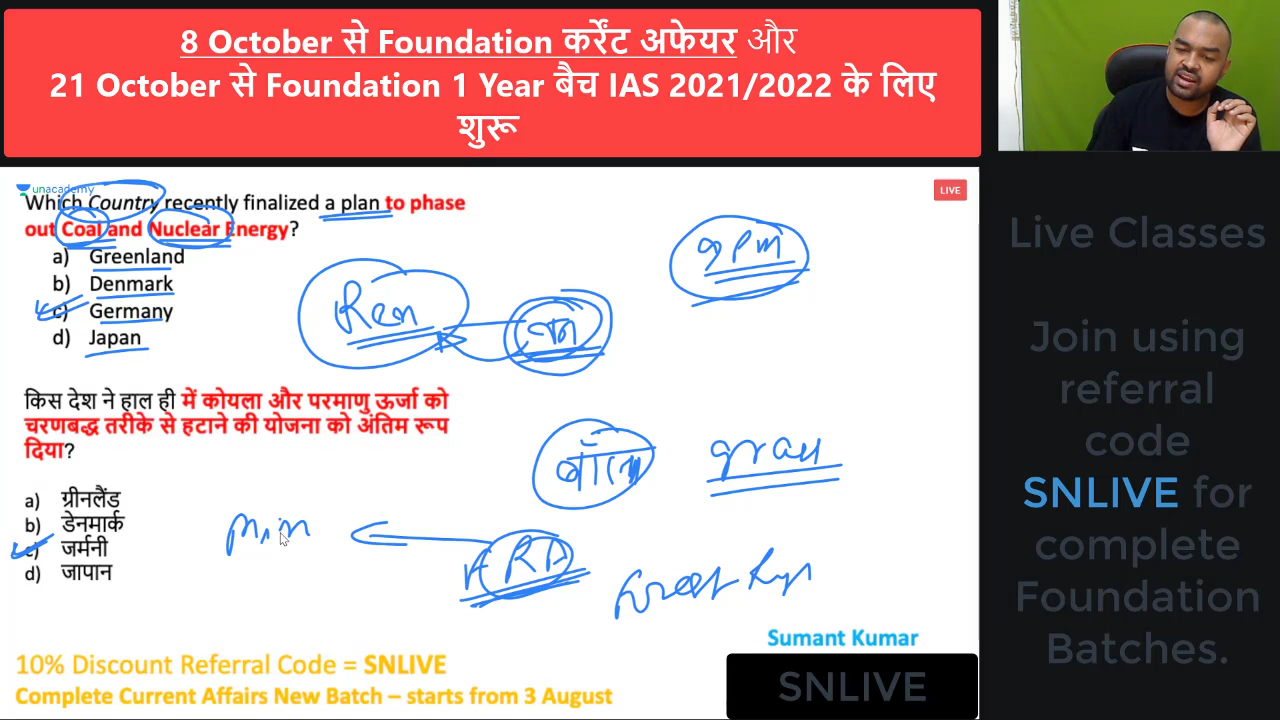 8 October से Foundation करेंट अफेयर और
21 October से Foundation 1 Year बैच IAS 2021/2022 के लिए
शुरू
unacademy
LIVE
Which Country recently finalized a plan to phase
out Coal and Nuclear Energy?
a) Greenland
b) Denmark
c) Germany
d) Japan
9 PM
Ren
किस देश ने हाल ही में कोयला और परमाणु ऊर्जा को
चरणबद्ध तरीके से हटाने की योजना को अंतिम रूप
दिया?
a) ग्रीनलैंड
b) डेनमार्क
c) जर्मनी
d) जापान
ARD
Sumant Kumar
10% Discount Referral Code = SNLIVE
Complete Current Affairs New Batch – starts from 3 August
SNLIVE
Live Classes
Join using
referral
code
SNLIVE for
complete
Foundation
Batches.